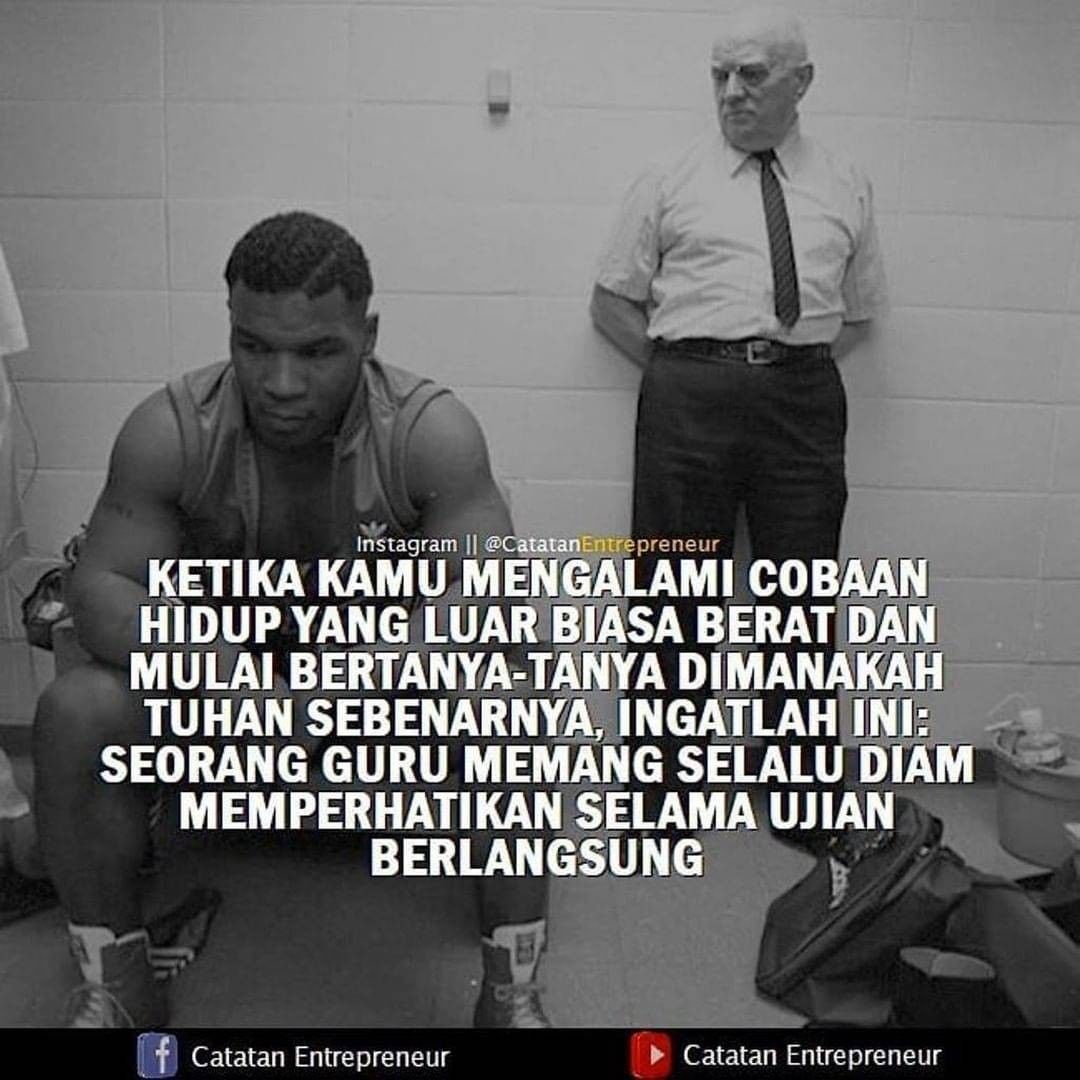 Instagram || @CatatanEntrepreneur
KETIKA KAMU MENGALAMI COBAAN
HIDUP YANG LUAR BIASA BERAT DAN
MULAI BERTANYA-TANYA DIMANAKAH
TUHAN SEBENARNYA, INGATLAH INI:
SEORANG GURU MEMANG SELALU DIAM
MEMPERHATIKAN SELAMA UJIAN
BERLANGSUNG
f Catatan Entrepreneur
Catatan Entrepreneur